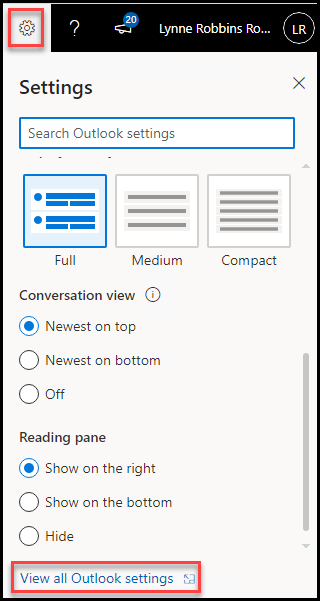 ? 20 Lynne Robbins Ro... LR
Settings
Search Outlook settings
Full Medium Compact
Conversation view
Newest on top
Newest on bottom
Off
Reading pane
Show on the right
Show on the bottom
Hide
View all Outlook settings